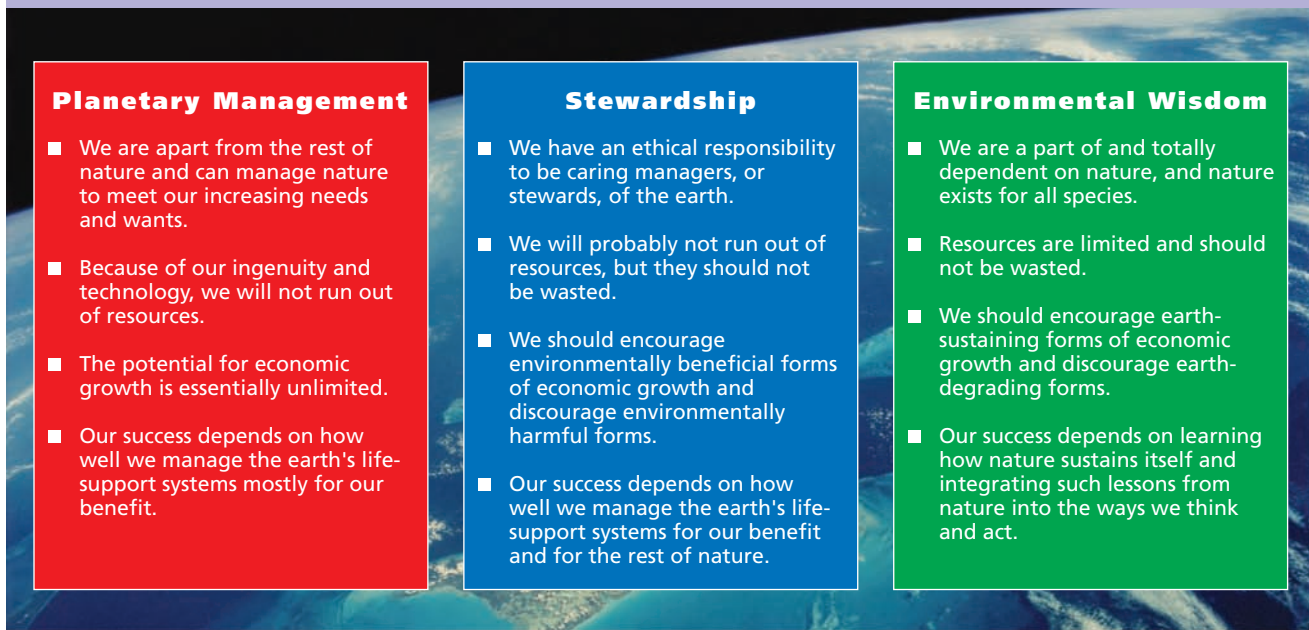 Planetary Management
■ We are apart from the rest of
nature and can manage nature
to meet our increasing needs
and wants.
■ Because of our ingenuity and
technology, we will not run out
of resources.
■ The potential for economic
growth is essentially unlimited.
■ Our success depends on how
well we manage the earth's life-
support systems mostly for our
benefit.
Stewardship
■ We have an ethical responsibility
to be caring managers, or
stewards, of the earth.
■ We will probably not run out of
resources, but they should not
be wasted.
■ We should encourage
environmentally beneficial forms
of economic growth and
discourage environmentally
harmful forms.
■ Our success depends on how
well we manage the earth's life-
support systems for our benefit
and for the rest of nature.
Environmental Wisdom
■ We are a part of and totally
dependent on nature, and nature
exists for all species.
■ Resources are limited and should
not be wasted.
■ We should encourage earth-
sustaining forms of economic
growth and discourage earth-
degrading forms.
■ Our success depends on learning
how nature sustains itself and
integrating such lessons from
nature into the ways we think
and act.